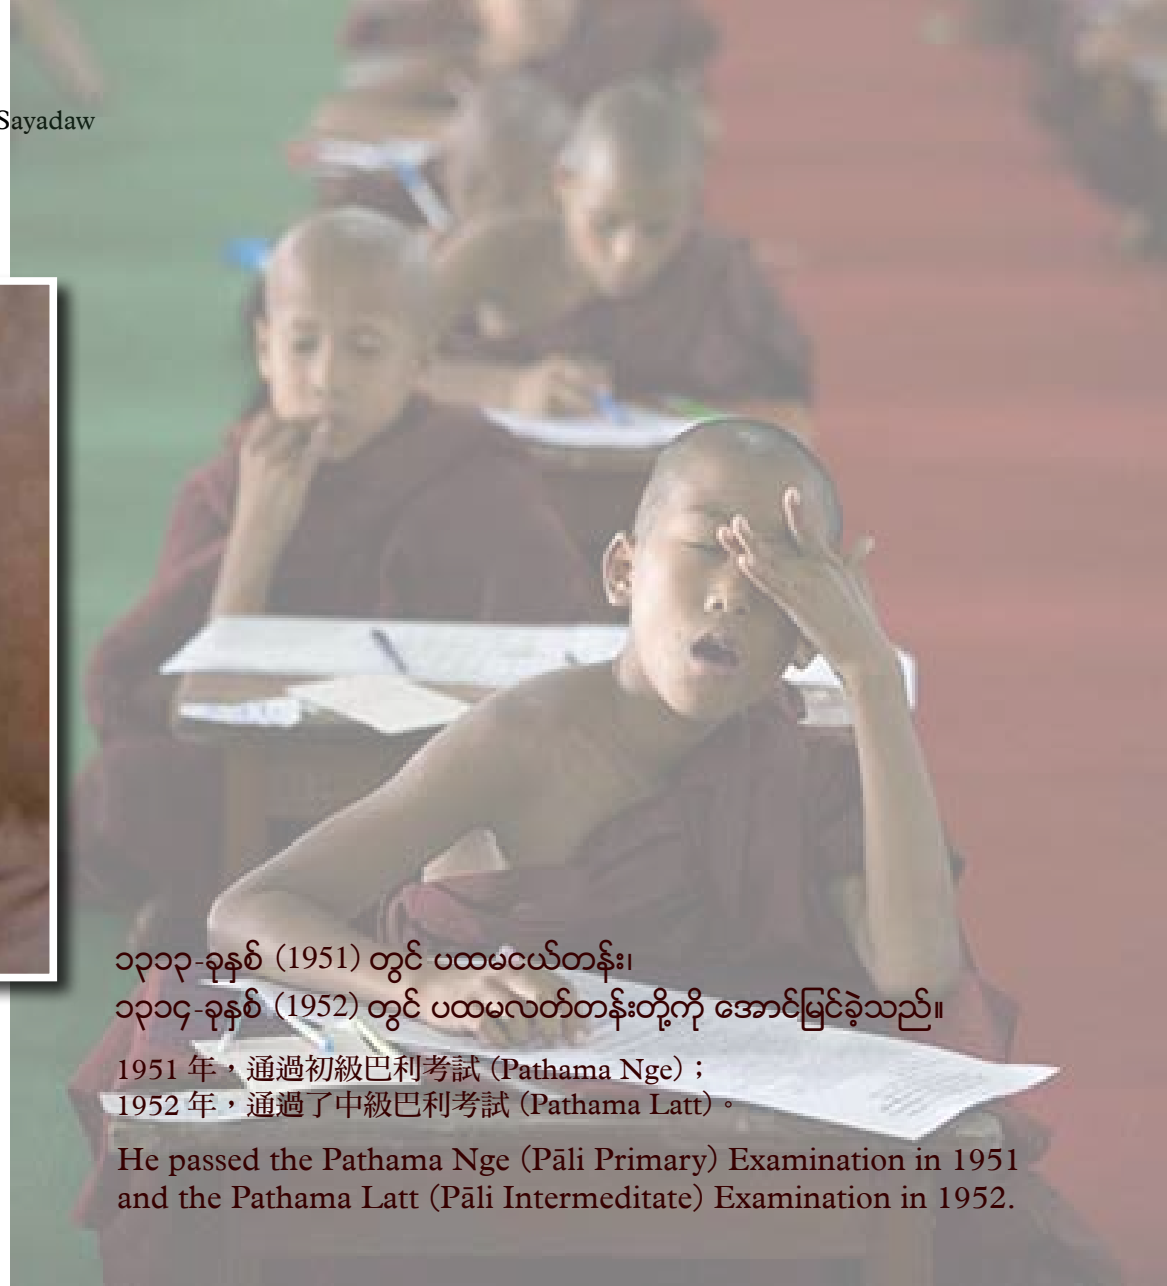 Sayadaw
၁၃၁၃-ခုနှစ် (1951) တွင် ပထမငယ်တန်း၊
၁၃၁၄-ခုနှစ် (1952) တွင် ပထမလတ်တန်းတို့ကို အောင်မြင်ခဲ့သည်။
1951 年，通過初級巴利考試 (Pathama Nge)；
1952 年，通過了中級巴利考試 (Pathama Latt)。
He passed the Pathama Nge (Pāli Primary) Examination in 1951
and the Pathama Latt (Pāli Intermeditate) Examination in 1952.